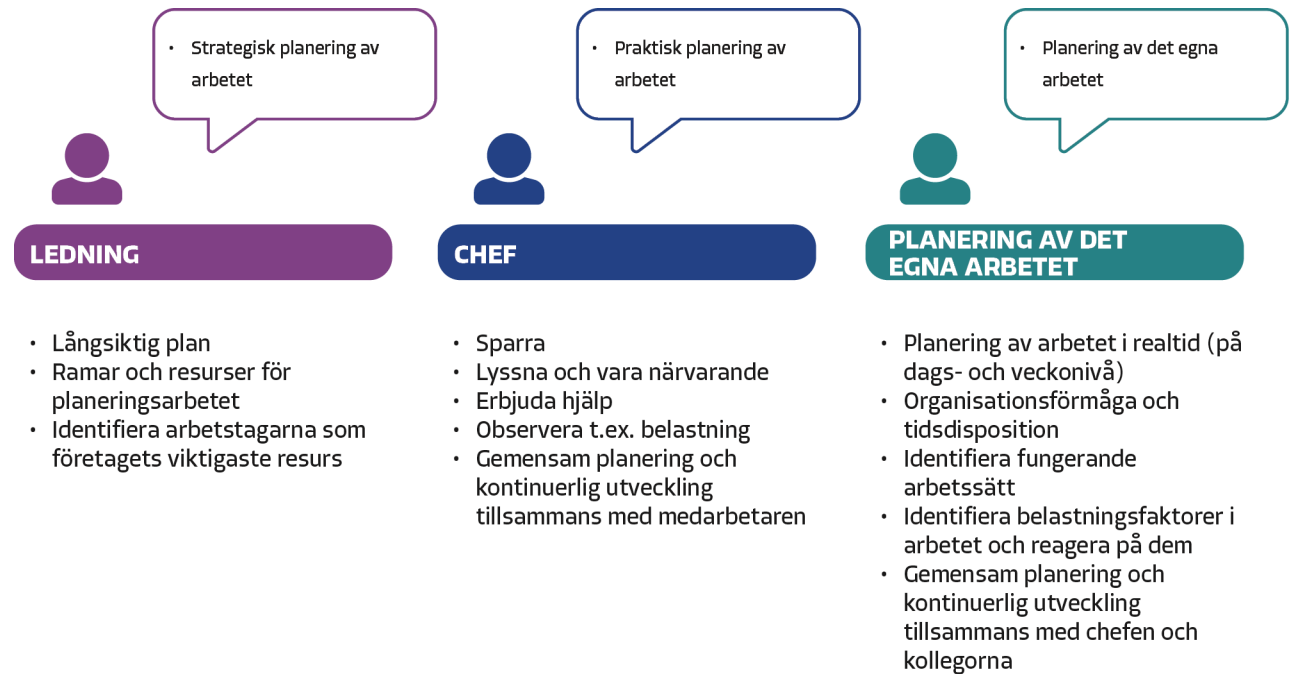 • Strategisk planering av
arbetet
• Praktisk planering av
arbetet
• Planering av det egna
arbetet
LEDNING
• Långsiktig plan
• Ramar och resurser för
planeringsarbetet
• Identifiera arbetstagarna som
företagets viktigaste resurs
CHEF
• Sparra
• Lyssna och vara närvarande
• Erbjuda hjälp
• Observera t.ex. belastning
• Gemensam planering och
kontinuerlig utveckling
tillsammans med medarbetaren
PLANERING AV DET
EGNA ARBETET
• Planering av arbetet i realtid (på
dags- och veckonivå)
• Organisationsförmåga och
tidsdisposition
• Identifiera fungerande
arbetssätt
• Identifiera belastningsfaktorer i
arbetet och reagera på dem
• Gemensam planering och
kontinuerlig utveckling
tillsammans med chefen och
kollegorna